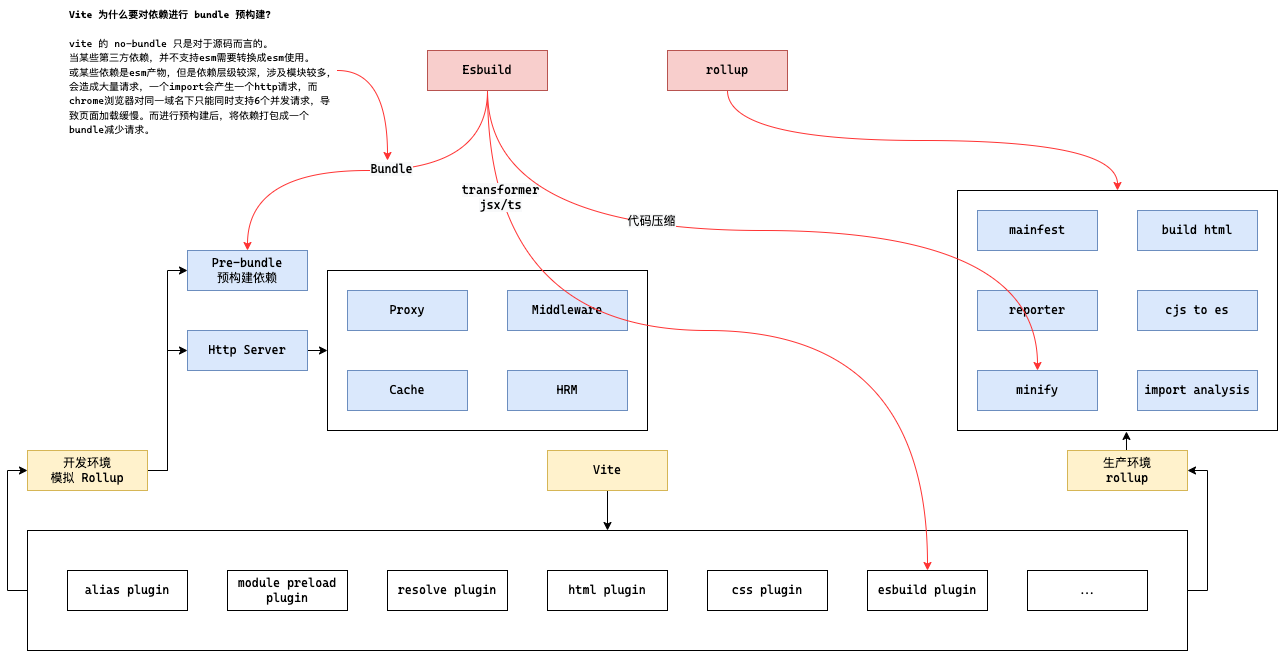 Vite 为什么要对依赖进行 bundle 预构建?
vite 的 no-bundle 只是对于源码而言的。
当某些第三方依赖，并不支持esm需要转换成esm使用。
或某些依赖是esm产物，但是依赖层级较深，涉及模块较多，
会造成大量请求，一个import会产生一个http请求，而
chrome浏览器对同一域名下只能同时支持6个并发请求，导
致页面加载缓慢。而进行预构建后，将依赖打包成一个
bundle减少请求。
Esbuild
rollup
Bundle
transformer
jsx/ts
代码压缩
mainfest
build html
Pre-bundle
预构建依赖
Proxy
Middleware
reporter
cjs to es
Http Server
Cache
HRM
minify
import analysis
开发环境
模拟 Rollup
Vite
生产环境
rollup
alias plugin
module preload
plugin
resolve plugin
html plugin
css plugin
esbuild plugin
...